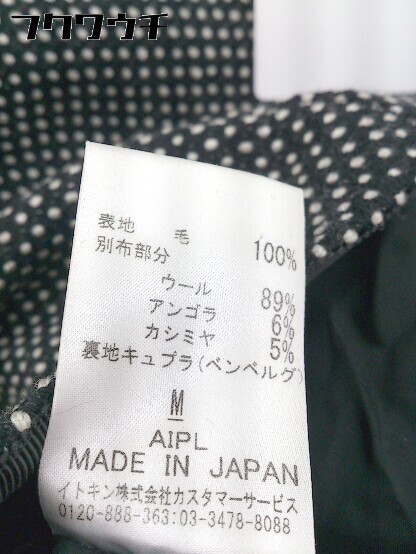 フクウクウチ
表地 毛 100%
別布部分
ウール 89%
アンゴラ 6%
カシミヤ 5%
裏地キュプラ(ベンベルグ)
M
AIPL
MADE IN JAPAN
イトキン株式会社カスタマーサービス
0120-888-363:03-3478-8088